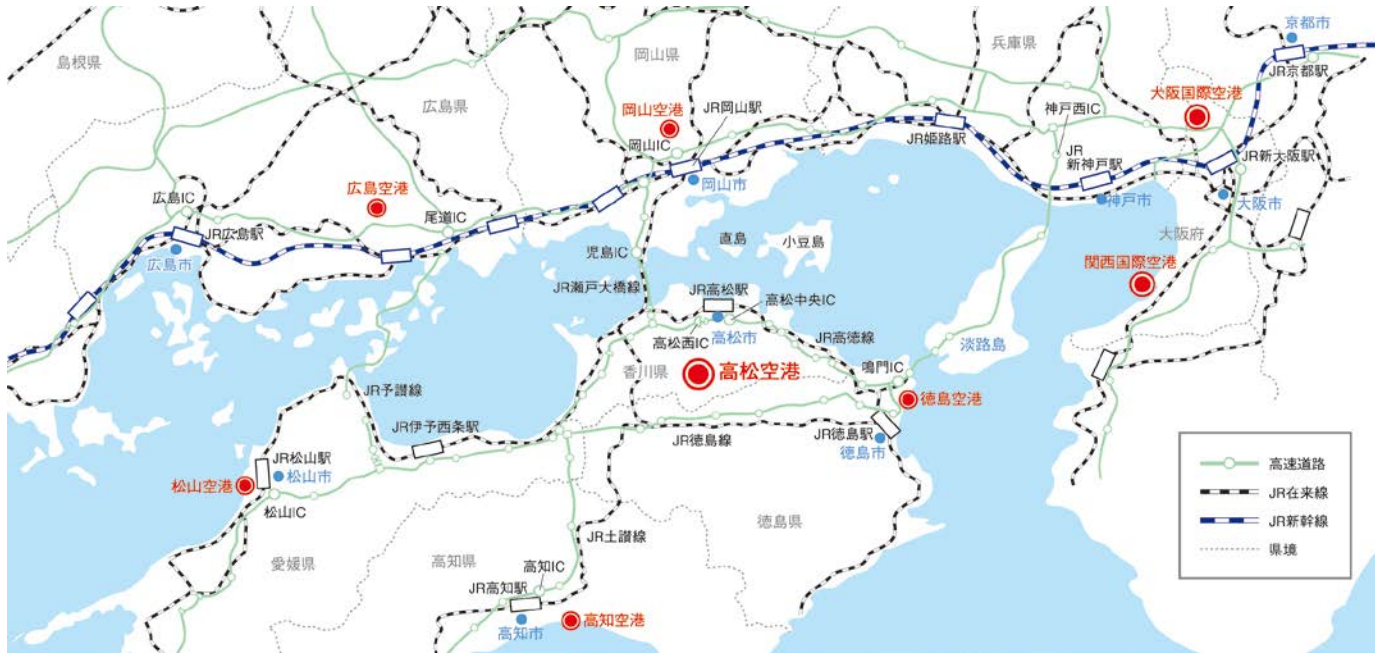 京都市
島根県
岡山県
兵庫県
JR京都駅
大阪国際空港
広島県
岡山空港
JR岡山駅
神戸西IC
岡山IC
JR姫路駅
JR
新神戸駅
JR新大阪駅
広島空港
岡山市
広島IC
神戸市
大阪市
尾道IC
JR広島駅
直島
小豆島
大阪府
児島IC
広島市
関西国際空港
JR瀬戸大橋線
JR高松駅
高松中央IC
高松市
高松西IC
JR高徳線
淡路島
香川県
高松空港
鳴門IC
JR予讃線
徳島空港
JR伊予西条駅
JR徳島線
JR徳島駅
徳島市
JR松山駅
松山市
松山空港
松山IC
高速道路
JR在来線
JR新幹線
県境
徳島県
JR土讃線
愛媛県
高知県
高知IC
JR高知駅
高知空港
高知市